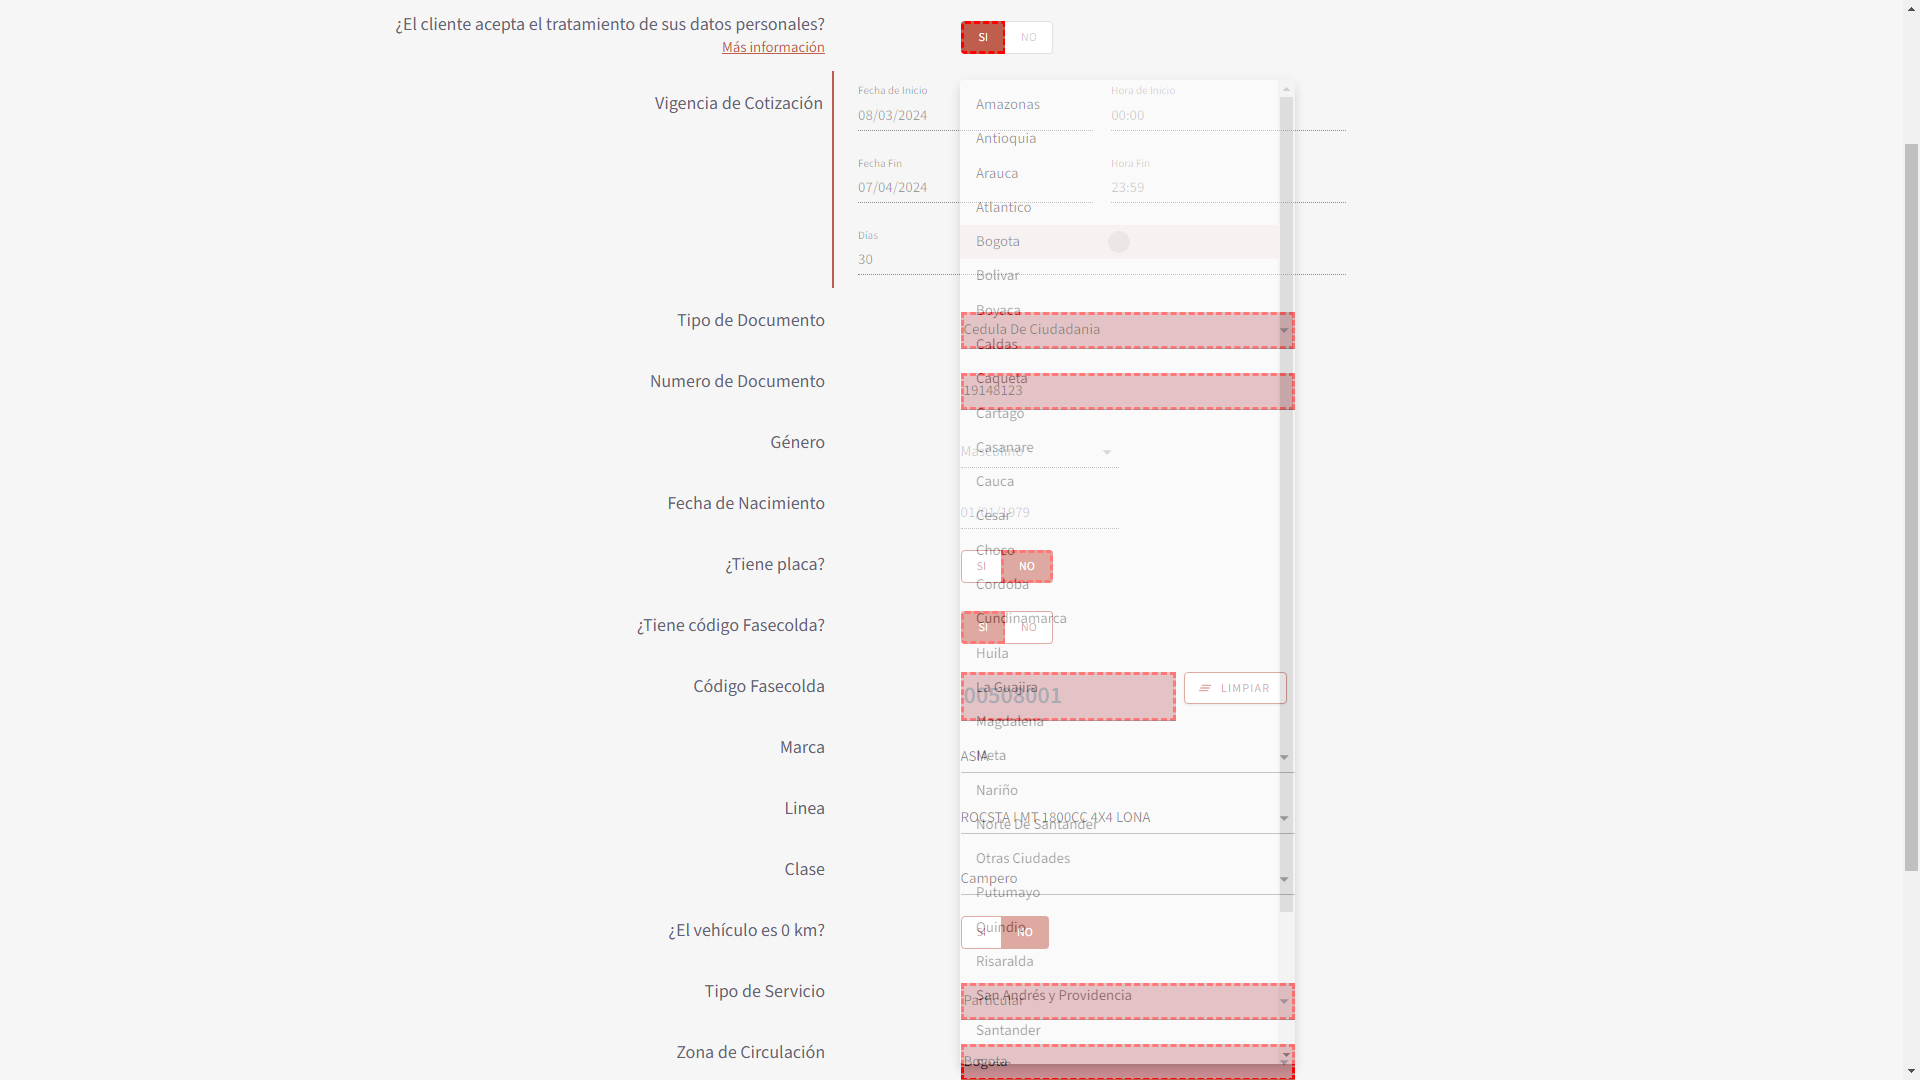 ¿El cliente acepta el tratamiento de sus datos personales?
SI NO
Más información
Vigencia de Cotización
Fecha de Inicio
08/03/2024
Hora de Inicio
00:00
Fecha Fin
07/04/2024
Hora Fin
23:59
Días
30
Amazonas
Antioquia
Arauca
Atlantico
Bogota
Bolivar
Boyaca
Caldas
Caqueta
Cartago
Casanare
Cauca
Cesar
Choco
Cordoba
Cundinamarca
Huila
La Guajira
Magdalena
Meta
Nariño
Norte De Santander
Otras Ciudades
Putumayo
Quindio
Risaralda
San Andrés y Providencia
Santander
Tipo de Documento
Cedula De Ciudadania
Numero de Documento
19148123
Género
Masculino
Fecha de Nacimiento
01/01/1979
¿Tiene placa?
SI NO
¿Tiene código Fasecolda?
SI NO
Código Fasecolda
00508001
LIMPIAR
Marca
ASIA
Linea
ROCSTA LMT 1800CC 4X4 LONA
Clase
Campero
¿El vehículo es 0 km?
SI NO
Tipo de Servicio
Particular
Zona de Circulación
Bogota